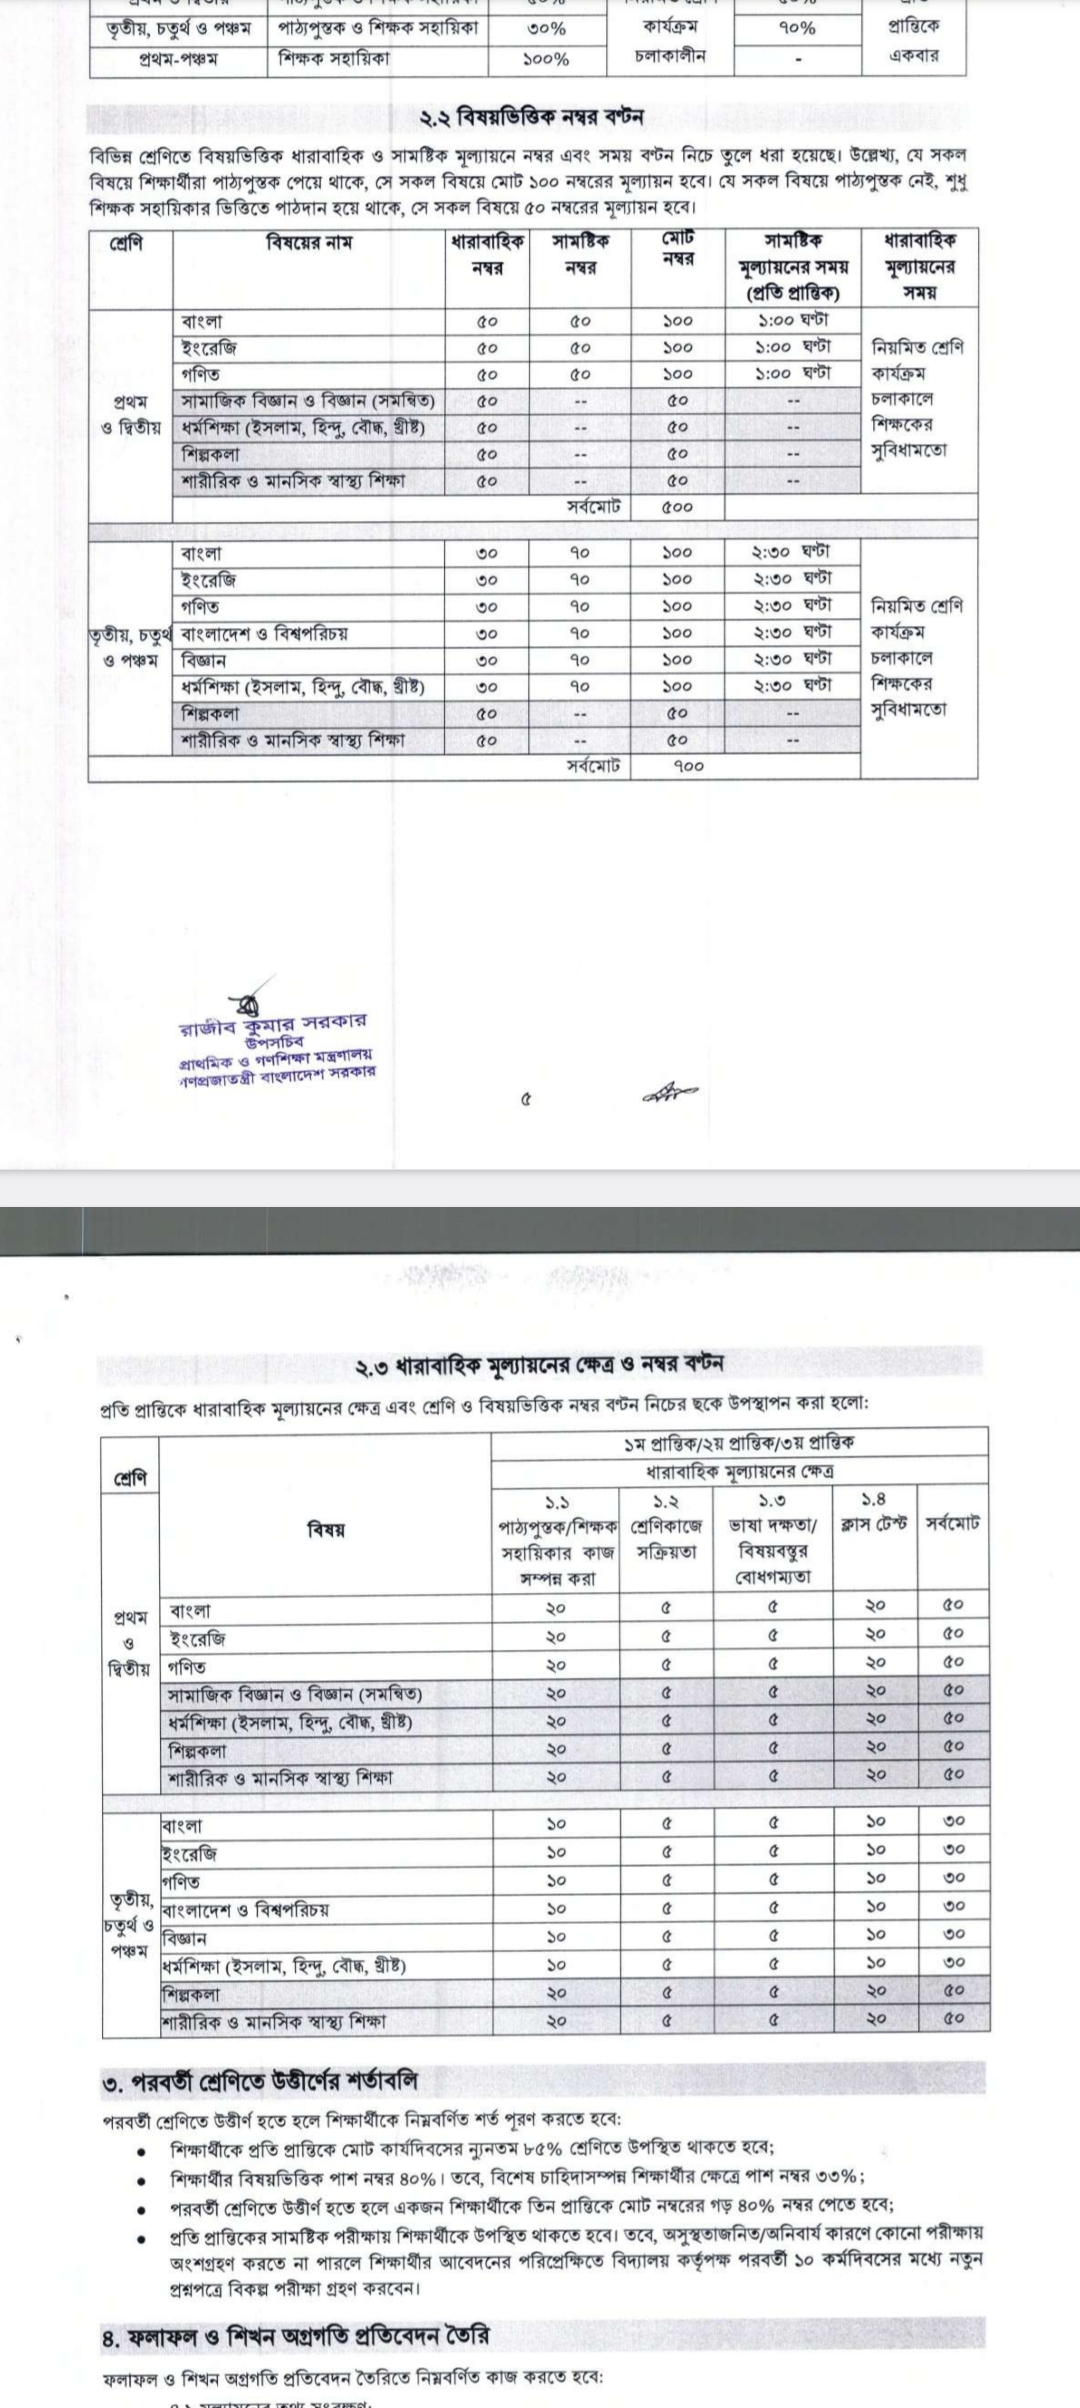 তৃতীয়, চতুর্থ ও পঞ্চম পাঠ্যপুস্তক ও শিক্ষক সহায়িকা ৩০% কার্যক্রম ৭০% প্রান্তিকে
প্রথম-পঞ্চম শিক্ষক সহায়িকা ১০০% চলাকালীন - একবার
২.২ বিষয়ভিত্তিক নম্বর বণ্টন
বিভিন্ন শ্রেণিতে বিষয়ভিত্তিক ধারাবাহিক ও সামষ্টিক মূল্যায়নে নম্বর এবং সময় বণ্টন নিচে তুলে ধরা হয়েছে। উল্লেখ্য, যে সকল
বিষয়ে শিক্ষার্থীরা পাঠ্যপুস্তক পেয়ে থাকে, সে সকল বিষয়ে মোট ১০০ নম্বরের মূল্যায়ন হবে। যে সকল বিষয়ে পাঠ্যপুস্তক নেই, শুধু
শিক্ষক সহায়িকার ভিত্তিতে পাঠদান হয়ে থাকে, সে সকল বিষয়ে ৫০ নম্বরের মূল্যায়ন হবে।
শ্রেণি বিষয়ের নাম ধারাবাহিক সামষ্টিক মোট সামষ্টিক ধারাবাহিক
নম্বর নম্বর নম্বর মূল্যায়নের সময় মূল্যায়নের
(প্রতি প্রান্তিক) সময়
বাংলা ৫০ ৫০ ১০০ ১:০০ ঘণ্টা
ইংরেজি ৫০ ৫০ ১০০ ১:০০ ঘণ্টা নিয়মিত শ্রেণি
গণিত ৫০ ৫০ ১০০ ১:০০ ঘণ্টা কার্যক্রম
প্রথম সামাজিক বিজ্ঞান ও বিজ্ঞান (সমন্বিত) ৫০ -- ৫০ -- চলাকালে
ও দ্বিতীয় ধর্মশিক্ষা (ইসলাম, হিন্দু, বৌদ্ধ, খ্রীষ্ট) ৫০ -- ৫০ -- শিক্ষকের
শিল্পকলা ৫০ -- ৫০ -- সুবিধামতো
শারীরিক ও মানসিক স্বাস্থ্য শিক্ষা ৫০ -- ৫০ --
সর্বমোট ৫০০
বাংলা ৩০ ৭০ ১০০ ২:৩০ ঘণ্টা
ইংরেজি ৩০ ৭০ ১০০ ২:৩০ ঘণ্টা
গণিত ৩০ ৭০ ১০০ ২:৩০ ঘণ্টা নিয়মিত শ্রেণি
তৃতীয়, চতুর্থ বাংলাদেশ ও বিশ্বপরিচয় ৩০ ৭০ ১০০ ২:৩০ ঘণ্টা কার্যক্রম
ও পঞ্চম বিজ্ঞান ৩০ ৭০ ১০০ ২:৩০ ঘণ্টা চলাকালে
ধর্মশিক্ষা (ইসলাম, হিন্দু, বৌদ্ধ, খ্রীষ্ট) ৩০ ৭০ ১০০ ২:৩০ ঘণ্টা শিক্ষকের
শিল্পকলা ৫০ -- ৫০ -- সুবিধামতো
শারীরিক ও মানসিক স্বাস্থ্য শিক্ষা ৫০ -- ৫০ --
সর্বমোট ৭০০
রাজীব কুমার সরকার
উপসচিব
প্রাথমিক ও গণশিক্ষা মন্ত্রণালয়
গণপ্রজাতন্ত্রী বাংলাদেশ সরকার
৫
২.৩ ধারাবাহিক মূল্যায়নের ক্ষেত্র ও নম্বর বণ্টন
প্রতি প্রান্তিকে ধারাবাহিক মূল্যায়নের ক্ষেত্র এবং শ্রেণি ও বিষয়ভিত্তিক নম্বর বণ্টন নিচের ছকে উপস্থাপন করা হলো:
১ম প্রান্তিক/২য় প্রান্তিক/৩য় প্রান্তিক
শ্রেণি ধারাবাহিক মূল্যায়নের ক্ষেত্র
১.১ ১.২ ১.৩ ১.৪
বিষয় পাঠ্যপুস্তক/শিক্ষক শ্রেণিকাজে ভাষা দক্ষতা/ ক্লাস টেস্ট সর্বমোট
সহায়িকার কাজ সক্রিয়তা বিষয়বস্তুর
সম্পন্ন করা বোধগম্যতা
প্রথম বাংলা ২০ ৫ ৫ ২০ ৫০
ও ইংরেজি ২০ ৫ ৫ ২০ ৫০
দ্বিতীয় গণিত ২০ ৫ ৫ ২০ ৫০
সামাজিক বিজ্ঞান ও বিজ্ঞান (সমন্বিত) ২০ ৫ ৫ ২০ ৫০
ধর্মশিক্ষা (ইসলাম, হিন্দু, বৌদ্ধ, খ্রীষ্ট) ২০ ৫ ৫ ২০ ৫০
শিল্পকলা ২০ ৫ ৫ ২০ ৫০
শারীরিক ও মানসিক স্বাস্থ্য শিক্ষা ২০ ৫ ৫ ২০ ৫০
বাংলা ১০ ৫ ৫ ১০ ৩০
ইংরেজি ১০ ৫ ৫ ১০ ৩০
গণিত ১০ ৫ ৫ ১০ ৩০
তৃতীয়, বাংলাদেশ ও বিশ্বপরিচয় ১০ ৫ ৫ ১০ ৩০
চতুর্থ ও বিজ্ঞান ১০ ৫ ৫ ১০ ৩০
পঞ্চম ধর্মশিক্ষা (ইসলাম, হিন্দু, বৌদ্ধ, খ্রীষ্ট) ১০ ৫ ৫ ১০ ৩০
শিল্পকলা ২০ ৫ ৫ ২০ ৫০
শারীরিক ও মানসিক স্বাস্থ্য শিক্ষা ২০ ৫ ৫ ২০ ৫০
৩. পরবর্তী শ্রেণিতে উত্তীর্ণের শর্তাবলি
পরবর্তী শ্রেণিতে উত্তীর্ণ হতে হলে শিক্ষার্থীকে নিম্নবর্ণিত শর্ত পূরণ করতে হবে:
• শিক্ষার্থীকে প্রতি প্রান্তিকে মোট কার্যদিবসের ন্যূনতম ৮৫% শ্রেণিতে উপস্থিত থাকতে হবে;
• শিক্ষার্থীর বিষয়ভিত্তিক পাশ নম্বর ৪০%। তবে, বিশেষ চাহিদাসম্পন্ন শিক্ষার্থীর ক্ষেত্রে পাশ নম্বর ৩৩%;
• পরবর্তী শ্রেণিতে উত্তীর্ণ হতে হলে একজন শিক্ষার্থীকে তিন প্রান্তিকে মোট নম্বরের গড় ৪০% নম্বর পেতে হবে;
• প্রতি প্রান্তিকের সামষ্টিক পরীক্ষায় শিক্ষার্থীকে উপস্থিত থাকতে হবে। তবে, অসুস্থতাজনিত/অনিবার্য কারণে কোনো পরীক্ষায়
অংশগ্রহণ করতে না পারলে শিক্ষার্থীর আবেদনের পরিপ্রেক্ষিতে বিদ্যালয় কর্তৃপক্ষ পরবর্তী ১০ কর্মদিবসের মধ্যে নতুন
প্রশ্নপত্রে বিকল্প পরীক্ষা গ্রহণ করবেন।
৪. ফলাফল ও শিখন অগ্রগতি প্রতিবেদন তৈরি
ফলাফল ও শিখন অগ্রগতি প্রতিবেদন তৈরিতে নিম্নবর্ণিত কাজ করতে হবে: